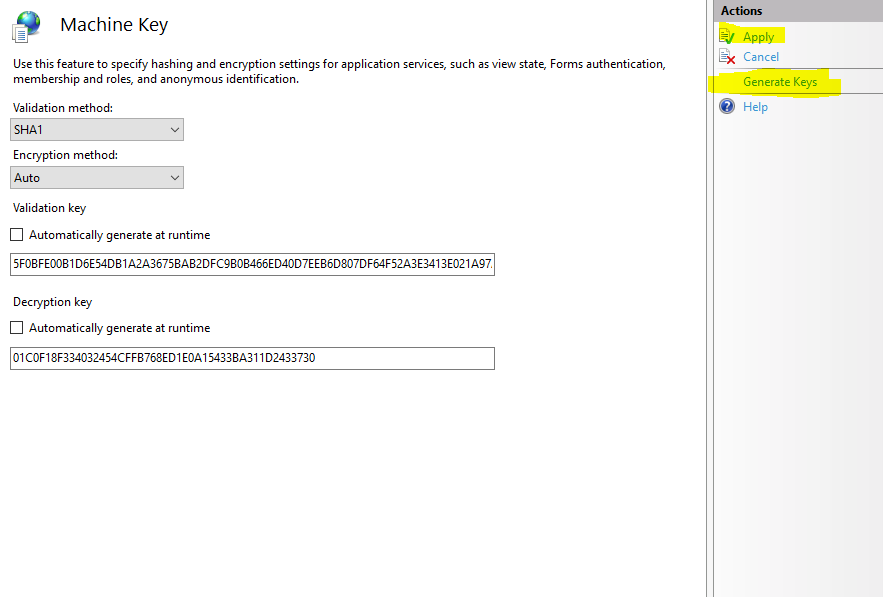 Machine Key
Use this feature to specify hashing and encryption settings for application services, such as view state, Forms authentication,
membership and roles, and anonymous identification.
Validation method:
SHA1
Encryption method:
Auto
Validation key
Automatically generate at runtime
5F0BFE00B1D6E54DB1A2A3675BAB2DFC9B0B466ED40D7EEB6D807DF64F52A3E3413E021A97
Decryption key
Automatically generate at runtime
01C0F18F334032454CFFB768ED1E0A15433BA311D2433730
Actions
Apply
Cancel
Generate Keys
Help